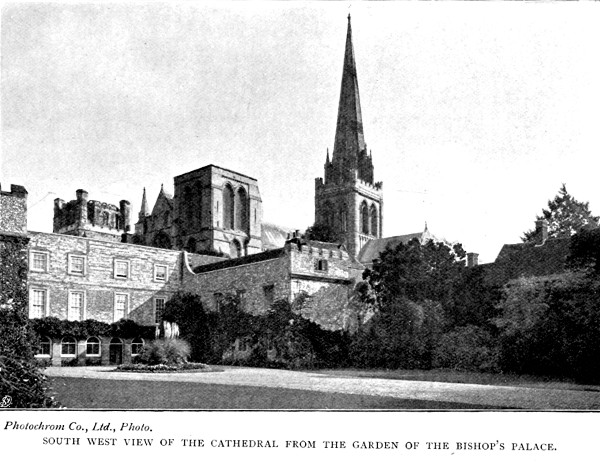 Photochrom Co., Ltd., Photo.
SOUTH WEST VIEW OF THE CATHEDRAL FROM THE GARDEN OF THE BISHOP'S PALACE.